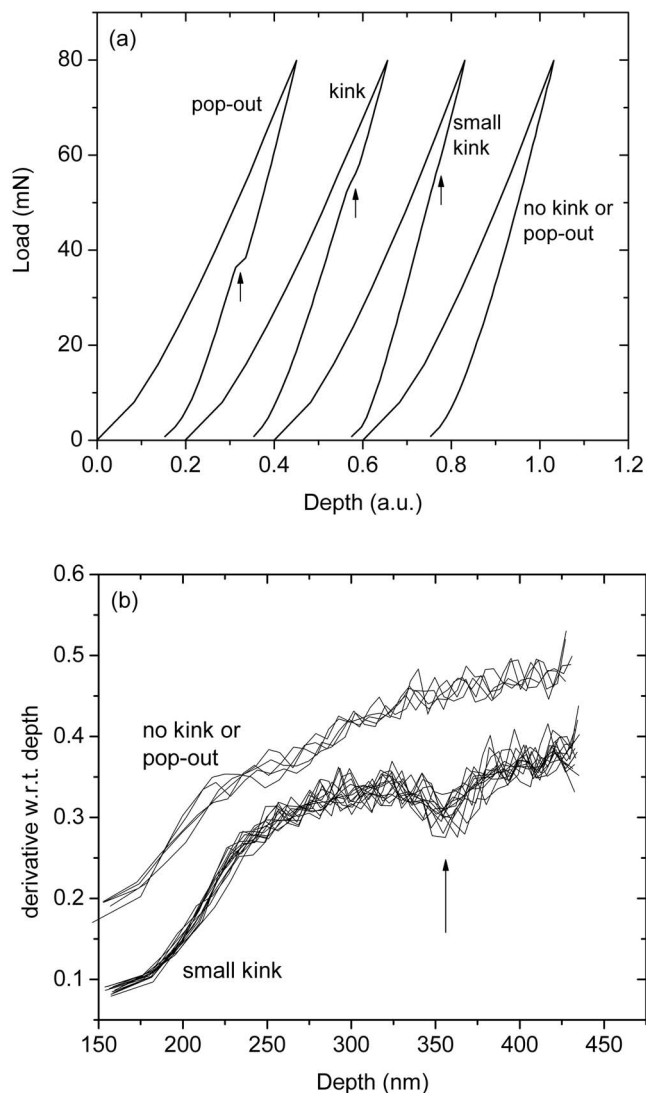 (a)
80
60
40
20
0
Load (mN)
pop-out
kink
small
kink
no kink or
pop-out
0.0 0.2 0.4 0.6 0.8 1.0 1.2
Depth (a.u.)
(b)
0.6
0.5
0.4
0.3
0.2
0.1
derivative w.r.t. depth
no kink or
pop-out
small kink
150 200 250 300 350 400 450
Depth (nm)